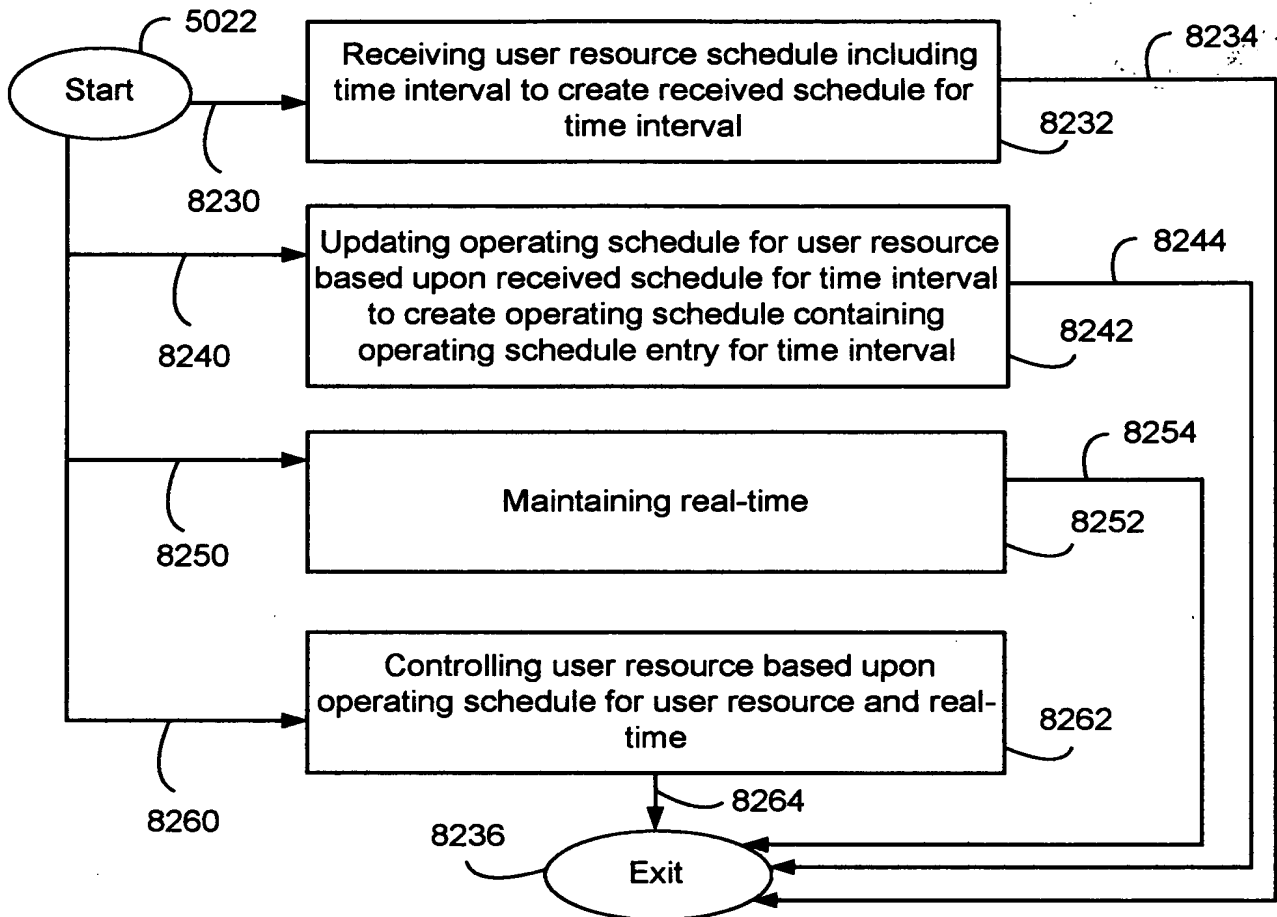 5022
Start
8230
Receiving user resource schedule including
time interval to create received schedule for
time interval
8234
8232
8240
Updating operating schedule for user resource
based upon received schedule for time interval
to create operating schedule containing
operating schedule entry for time interval
8244
8242
8250
Maintaining real-time
8254
8252
8260
Controlling user resource based upon
operating schedule for user resource and real-
time
8262
8264
8236
Exit